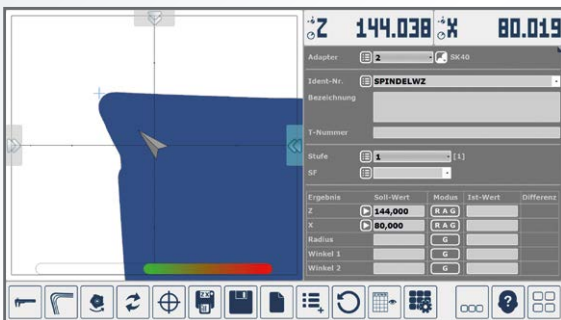 Z 144.038 X 80.019
Adapter 2 SK40
Ident-Nr. SPINDELWZ
Bezeichnung
T-Nummer
Stufe 1 [1]
SF
Ergebnis Soll-Wert Modus Ist-Wert Differenz
Z 144,000 R A G
X 80,000 R A G
Radius G
Winkel 1 G
Winkel 2 G